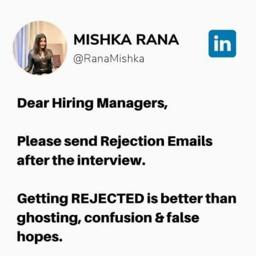 MISHKA RANA
in
@RanaMishka
Dear Hiring Managers,
Please send Rejection Emails
after the interview.
Getting REJECTED is better than
ghosting, confusion & false
hopes.